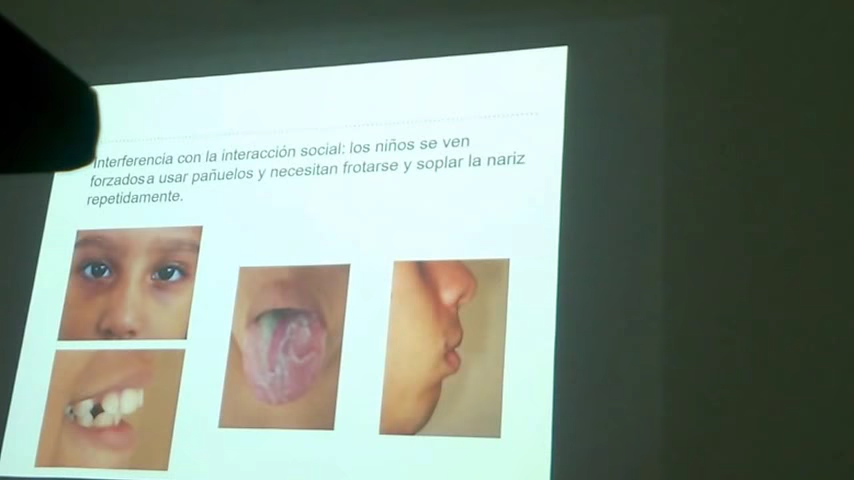 Interferencia con la interacción social: los niños se ven
forzados a usar pañuelos y necesitan frotarse y soplar la nariz
repetidamente.